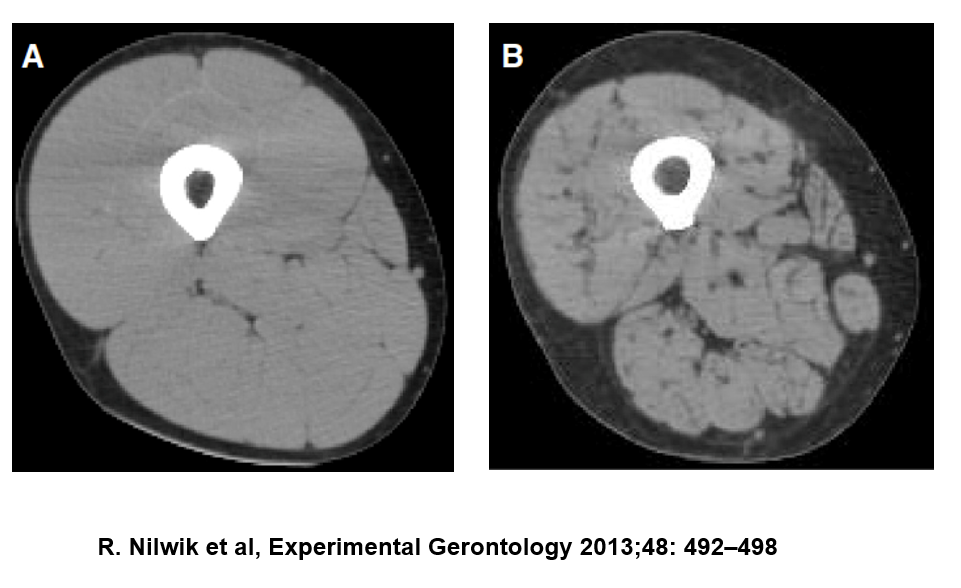 A
B
R. Nilwik et al, Experimental Gerontology 2013;48: 492–498